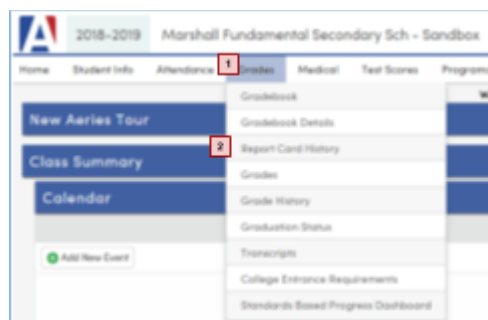 2018-2019 Marshall Fundamental Secondary Sch - Sandbox
Home Student Info Attendance 1 Grades Medical Test Scores Programs
Gradebook
New Aeries Tour
Gradebook Details
2 Report Card History
Class Summary
Grades
Calendar
Grade History
Graduation Status
Add New Event
Transcripts
College Entrance Requirements
Standards Based Progress Dashboard